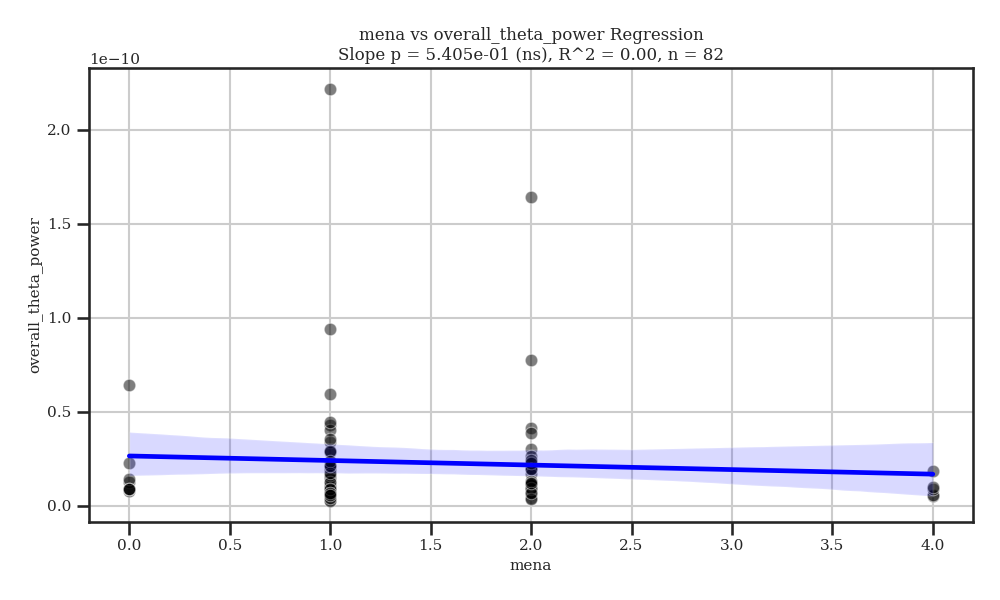 mena vs overall_theta_power Regression
Slope p = 5.405e-01 (ns), R^2 = 0.00, n = 82
1e−10
2.0
1.5
1.0
0.5
0.0
overall_theta_power
0.0 0.5 1.0 1.5 2.0 2.5 3.0 3.5 4.0
mena